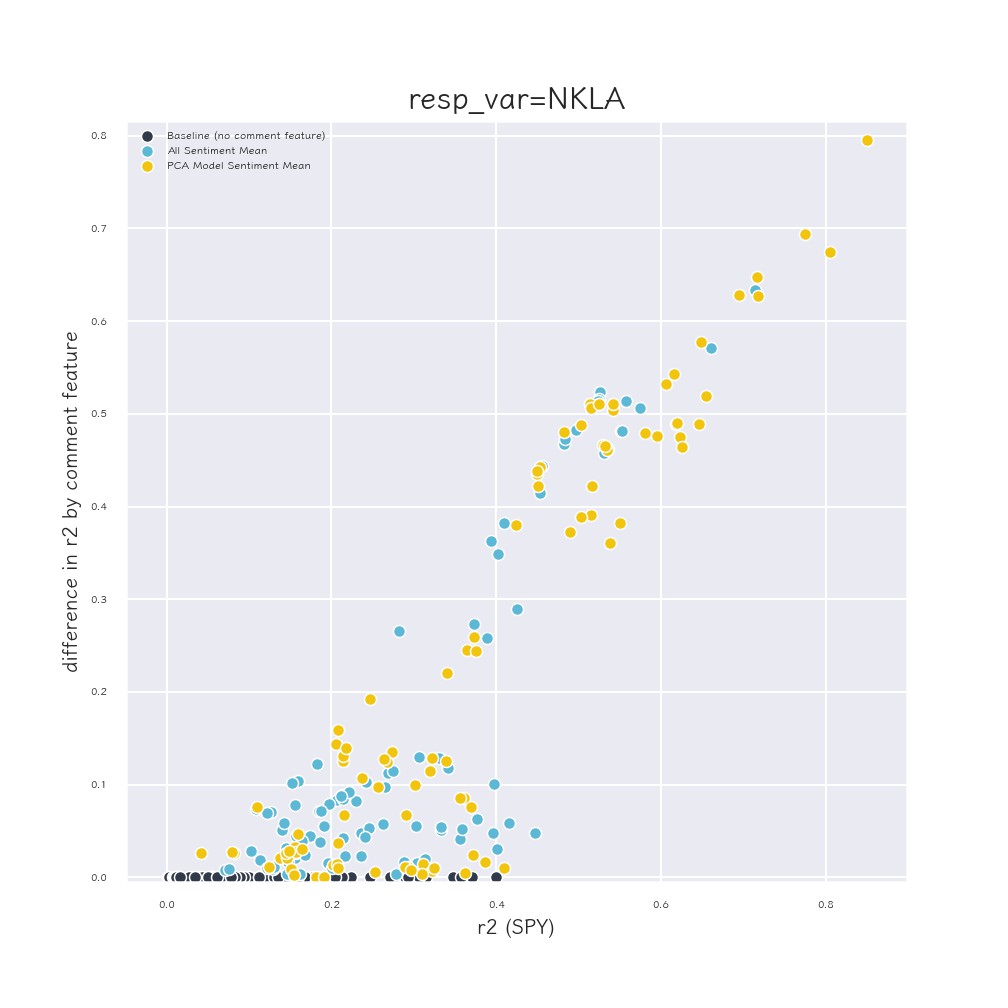 resp_var=NKLA
Baseline (no comment feature)
All Sentiment Mean
PCA Model Sentiment Mean
difference in r2 by comment feature
0.8
0.7
0.6
0.5
0.4
0.3
0.2
0.1
0.0
0.0 0.2 0.4 0.6 0.8
r2 (SPY)